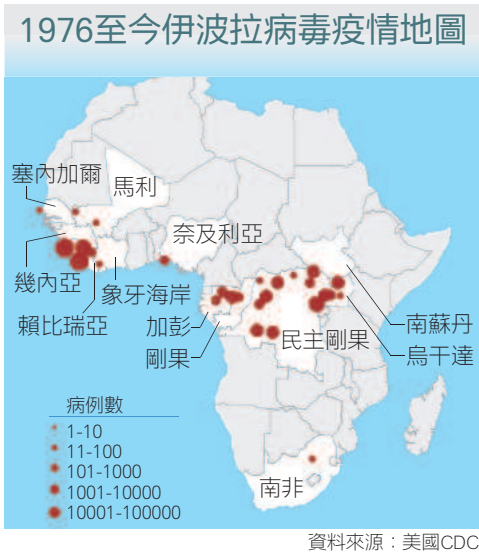 1976至今伊波拉病毒疫情地圖
塞內加爾
馬利
奈及利亞
幾內亞
象牙海岸
賴比瑞亞
加彭
剛果
民主剛果
南蘇丹
烏干達
南非
病例數
1-10
11-100
101-1000
1001-10000
10001-100000
資料來源：美國CDC